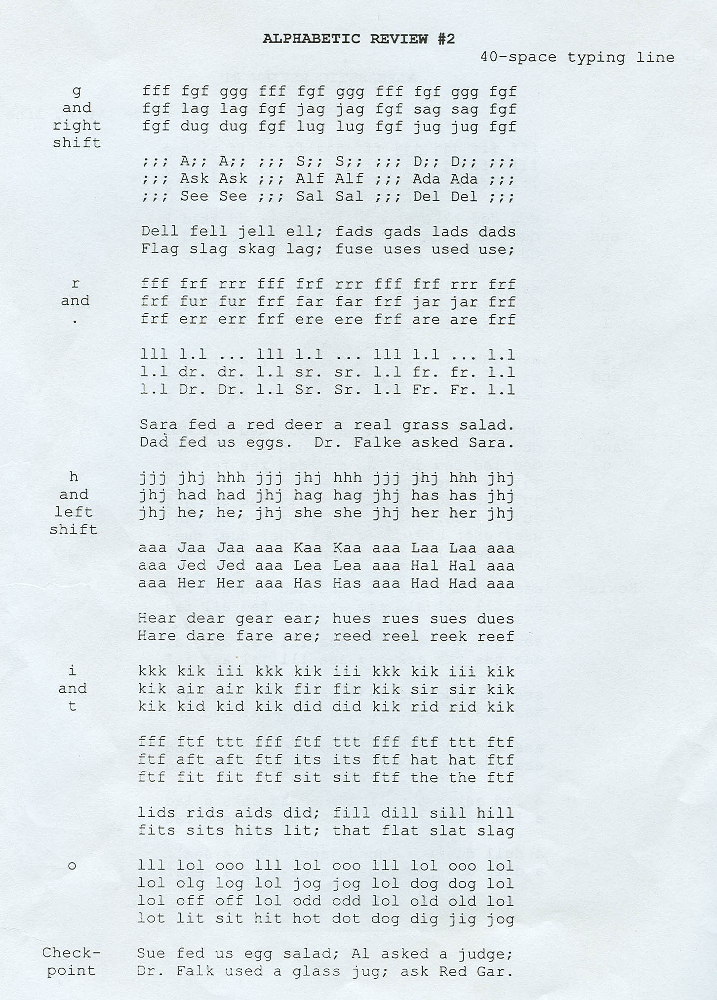 ALPHABETIC REVIEW #2
40-space typing line
g fff fgf ggg fff fgf ggg fff fgf ggg fgf
and fgf lag lag fgf jag jag fgf sag sag fgf
right fgf dug dug fgf lug lug fgf jug jug fgf
shift
;;; A;; A;; ;;; S;; S;; ;;; D;; D;; ;;;
;;; Ask Ask ;;; Alf Alf ;;; Ada Ada ;;;
;;; See See ;;; Sal Sal ;;; Del Del ;;;
Dell fell jell ell; fads gads lads dads
Flag slag skag lag; fuse uses used use;
r fff frf rrr fff frf rrr fff frf rrr frf
and frf fur fur frf far far frf jar jar frf
. frf err err frf ere ere frf are are frf
lll l.l ... lll l.l ... lll l.l ... l.l
l.l dr. dr. l.l sr. sr. l.l fr. fr. l.l
l.l Dr. Dr. l.l Sr. Sr. l.l Fr. Fr. l.l
Sara fed a red deer a real grass salad.
Dad fed us eggs.  Dr. Falke asked Sara.
h jjj jhj hhh jjj jhj hhh jjj jhj hhh jhj
and jhj had had jhj hag hag jhj has has jhj
left jhj he; he; jhj she she jhj her her jhj
shift
aaa Jaa Jaa aaa Kaa Kaa aaa Laa Laa aaa
aaa Jed Jed aaa Lea Lea aaa Hal Hal aaa
aaa Her Her aaa Has Has aaa Had Had aaa
Hear dear gear ear; hues rues sues dues
Hare dare fare are; reed reel reek reef
i kkk kik iii kkk kik iii kkk kik iii kik
and kik air air kik fir fir kik sir sir kik
t kik kid kid kik did did kik rid rid kik
fff ftf ttt fff ftf ttt fff ftf ttt ftf
ftf aft aft ftf its its ftf hat hat ftf
ftf fit fit ftf sit sit ftf the the ftf
lids rids aids did; fill dill sill hill
fits sits hits lit; that flat slat slag
o lll lol ooo lll lol ooo lll lol ooo lol
lol olg log lol jog jog lol dog dog lol
lol off off lol odd odd lol old old lol
lot lit sit hit hot dot dog dig jig jog
Check- Sue fed us egg salad; Al asked a judge;
point Dr. Falk used a glass jug; ask Red Gar.